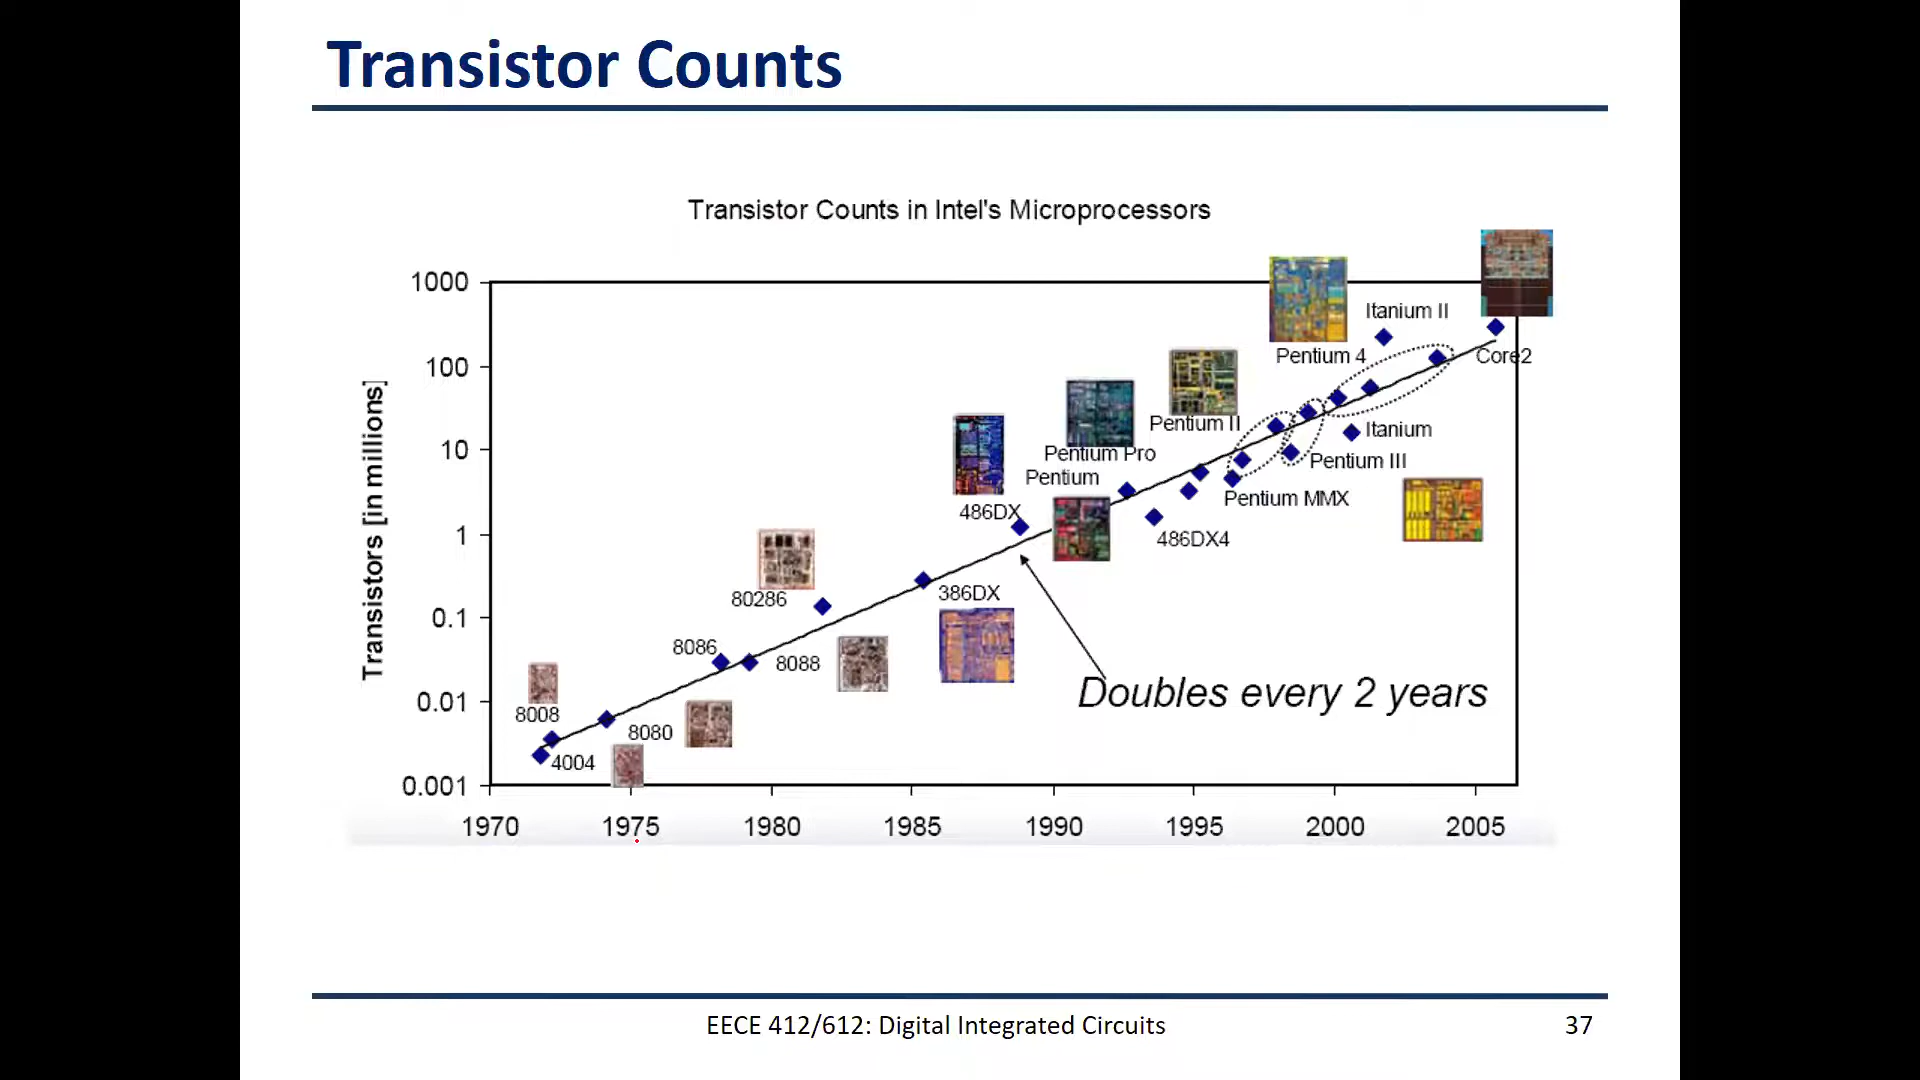 Transistor Counts
Transistor Counts in Intel's Microprocessors
Transistors [in millions]
1000
100
10
1
0.1
0.01
0.001
1970 1975 1980 1985 1990 1995 2000 2005
4004
8008
8080
8086
8088
80286
386DX
486DX
Pentium
Pentium Pro
486DX4
Pentium II
Pentium MMX
Pentium III
Pentium 4
Itanium
Itanium II
Core2
Doubles every 2 years
EECE 412/612: Digital Integrated Circuits
37